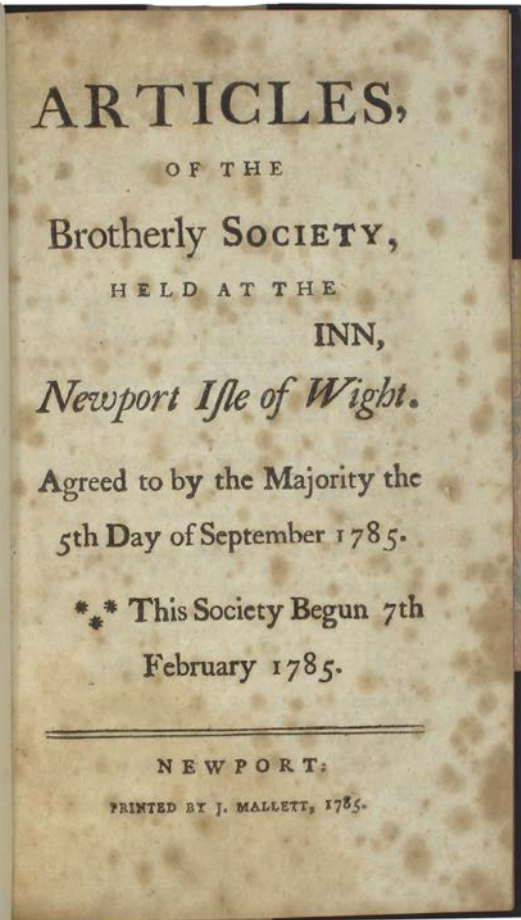 ARTICLES,
OF THE
Brotherly SOCIETY,
HELD AT THE
INN,
Newport Iſle of Wight.
Agreed to by the Majority the
5th Day of September 1785.
*** This Society Begun 7th
February 1785.
NEWPORT:
PRINTED BY J. MALLETT, 1785.